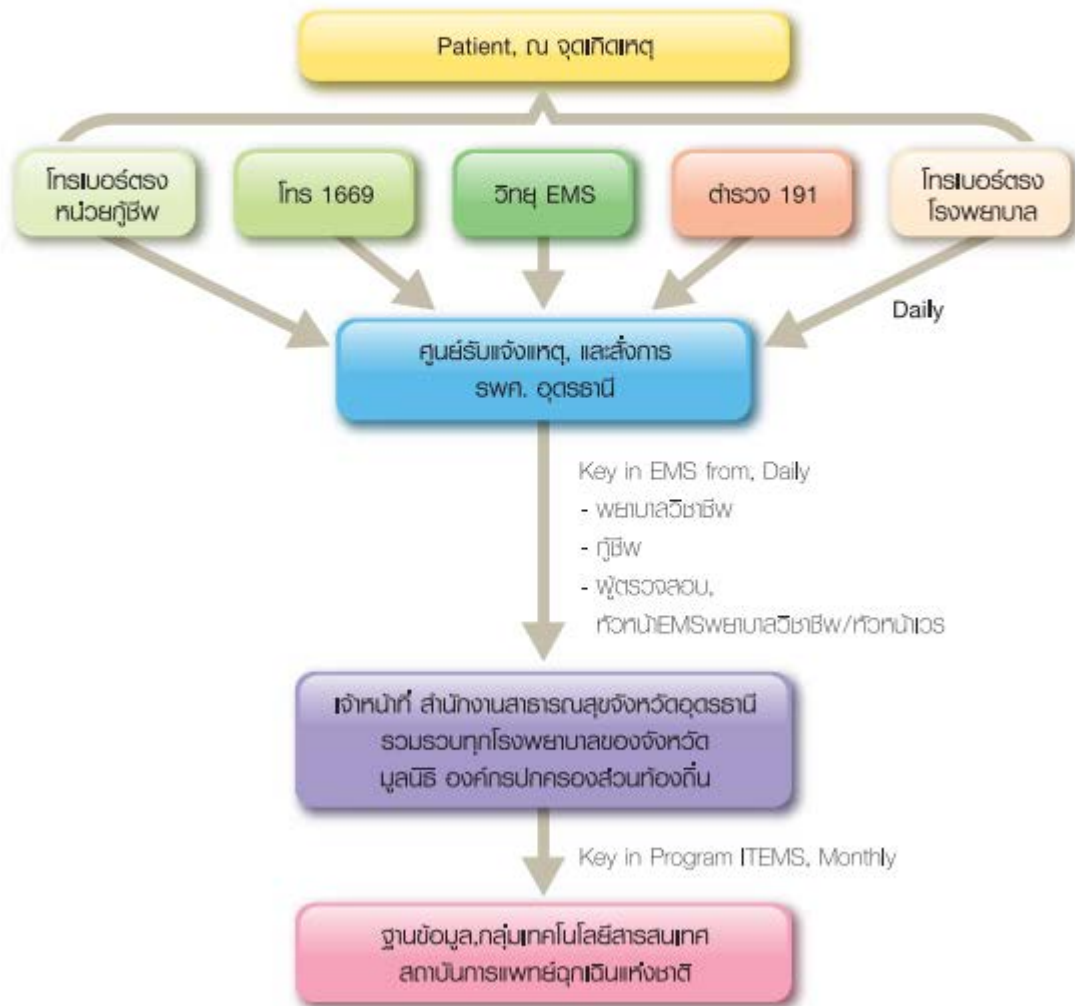 Patient, ณ จุดเกิดเหตุ
โทรเบอร์ตรง
หน่วยกู้ชีพ
โทร 1669
วิทยุ EMS
ตำรวจ 191
โทรเบอร์ตรง
โรงพยาบาล
Daily
ศูนย์รับแจ้งแหตุ, และสั่งการ
รพศ. อุดรธานี
Key in EMS from, Daily
- พยาบาลวิชาชีพ
- กู้ชีพ
- ผู้ตรวจสอบ,
หัวหน้าEMSพยาบาลวิชาชีพ/หัวหน้าเวร
เจ้าหน้าที่ สำนักงานสาธารณสุขจังหวัดอุดรธานี
รวมรวบทุกโรงพยาบาลของจังหวัด
มูลนิธิ องค์กรปกครองส่วนท้องถิ่น
Key in Program ITEMS, Monthly
ฐานข้อมูล,กลุ่มเทคโนโลยีสารสนเทศ
สถาบันการแพทย์ฉุกเฉินแห่งชาติ